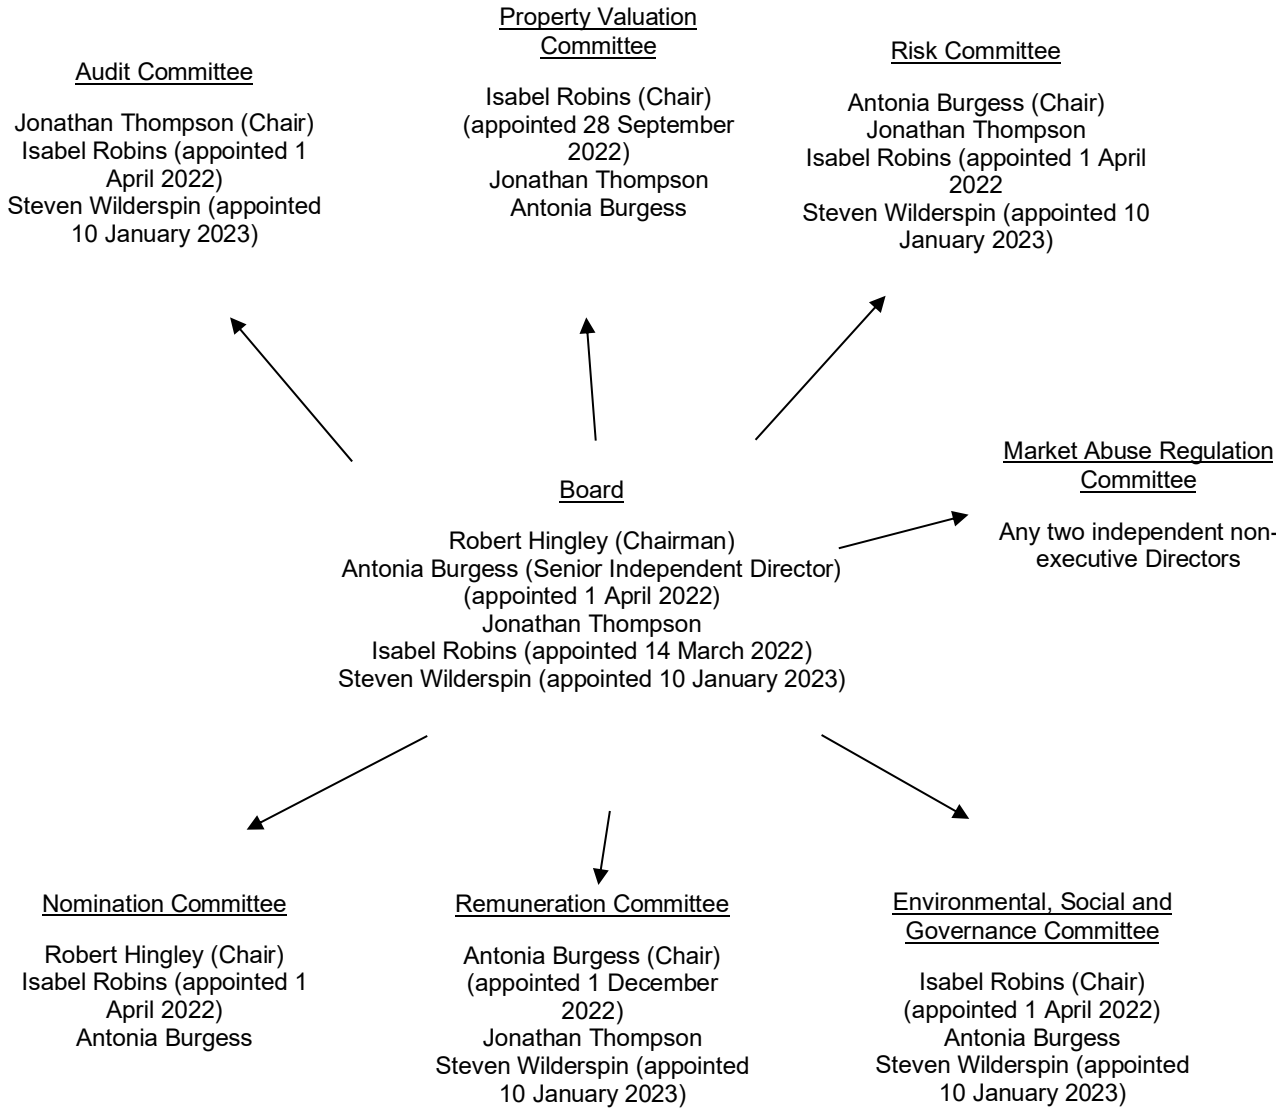 Audit Committee
Jonathan Thompson (Chair)
Isabel Robins (appointed 1
April 2022)
Steven Wilderspin (appointed
10 January 2023)
Property Valuation
Committee
Isabel Robins (Chair)
(appointed 28 September
2022)
Jonathan Thompson
Antonia Burgess
Risk Committee
Antonia Burgess (Chair)
Jonathan Thompson
Isabel Robins (appointed 1 April
2022
Steven Wilderspin (appointed 10
January 2023)
Board
Robert Hingley (Chairman)
Antonia Burgess (Senior Independent Director)
(appointed 1 April 2022)
Jonathan Thompson
Isabel Robins (appointed 14 March 2022)
Steven Wilderspin (appointed 10 January 2023)
Market Abuse Regulation
Committee
Any two independent non-
executive Directors
Nomination Committee
Robert Hingley (Chair)
Isabel Robins (appointed 1
April 2022)
Antonia Burgess
Remuneration Committee
Antonia Burgess (Chair)
(appointed 1 December
2022)
Jonathan Thompson
Steven Wilderspin (appointed
10 January 2023)
Environmental, Social and
Governance Committee
Isabel Robins (Chair)
(appointed 1 April 2022)
Antonia Burgess
Steven Wilderspin (appointed
10 January 2023)